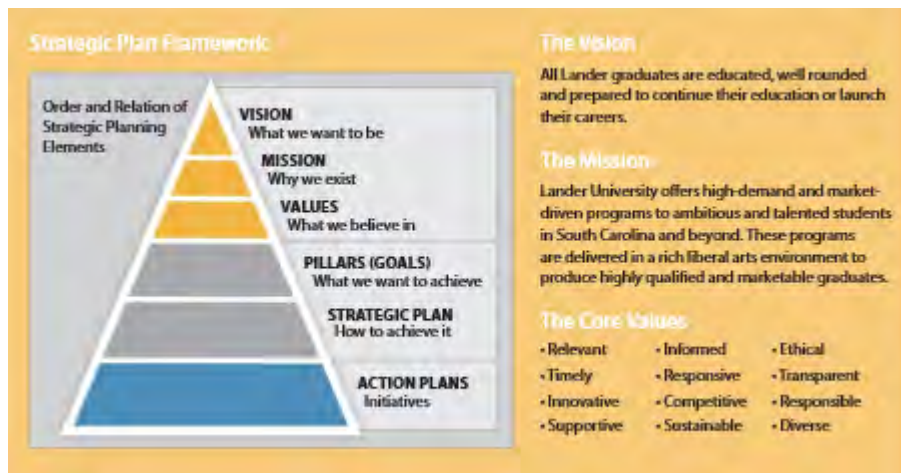 Strategic Plan Framework
Order and Relation of
Strategic Planning
Elements
VISION
What we want to be
MISSION
Why we exist
VALUES
What we believe in
PILLARS (GOALS)
What we want to achieve
STRATEGIC PLAN
How to achieve it
ACTION PLANS
Initiatives
The Vision
All Lander graduates are educated, well rounded
and prepared to continue their education or launch
their careers.
The Mission
Lander University offers high-demand and market-
driven programs to ambitious and talented students
in South Carolina and beyond. These programs
are delivered in a rich liberal arts environment to
produce highly qualified and marketable graduates.
The Core Values
• Relevant
• Timely
• Innovative
• Supportive
• Informed
• Responsive
• Competitive
• Sustainable
• Ethical
• Transparent
• Responsible
• Diverse